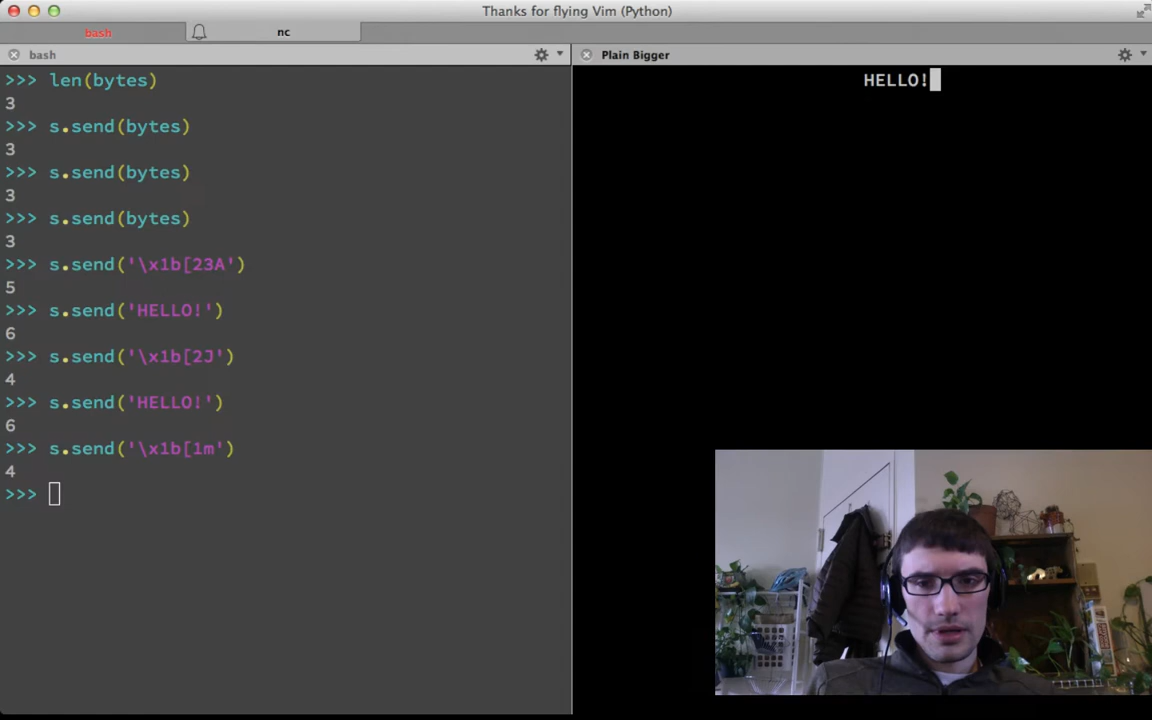 Thanks for flying Vim (Python)
bash
nc
bash
>>> len(bytes)
3
>>> s.send(bytes)
3
>>> s.send(bytes)
3
>>> s.send(bytes)
3
>>> s.send('\x1b[23A')
5
>>> s.send('HELLO!')
6
>>> s.send('\x1b[2J')
4
>>> s.send('HELLO!')
6
>>> s.send('\x1b[1m')
4
>>>
Plain Bigger
HELLO!